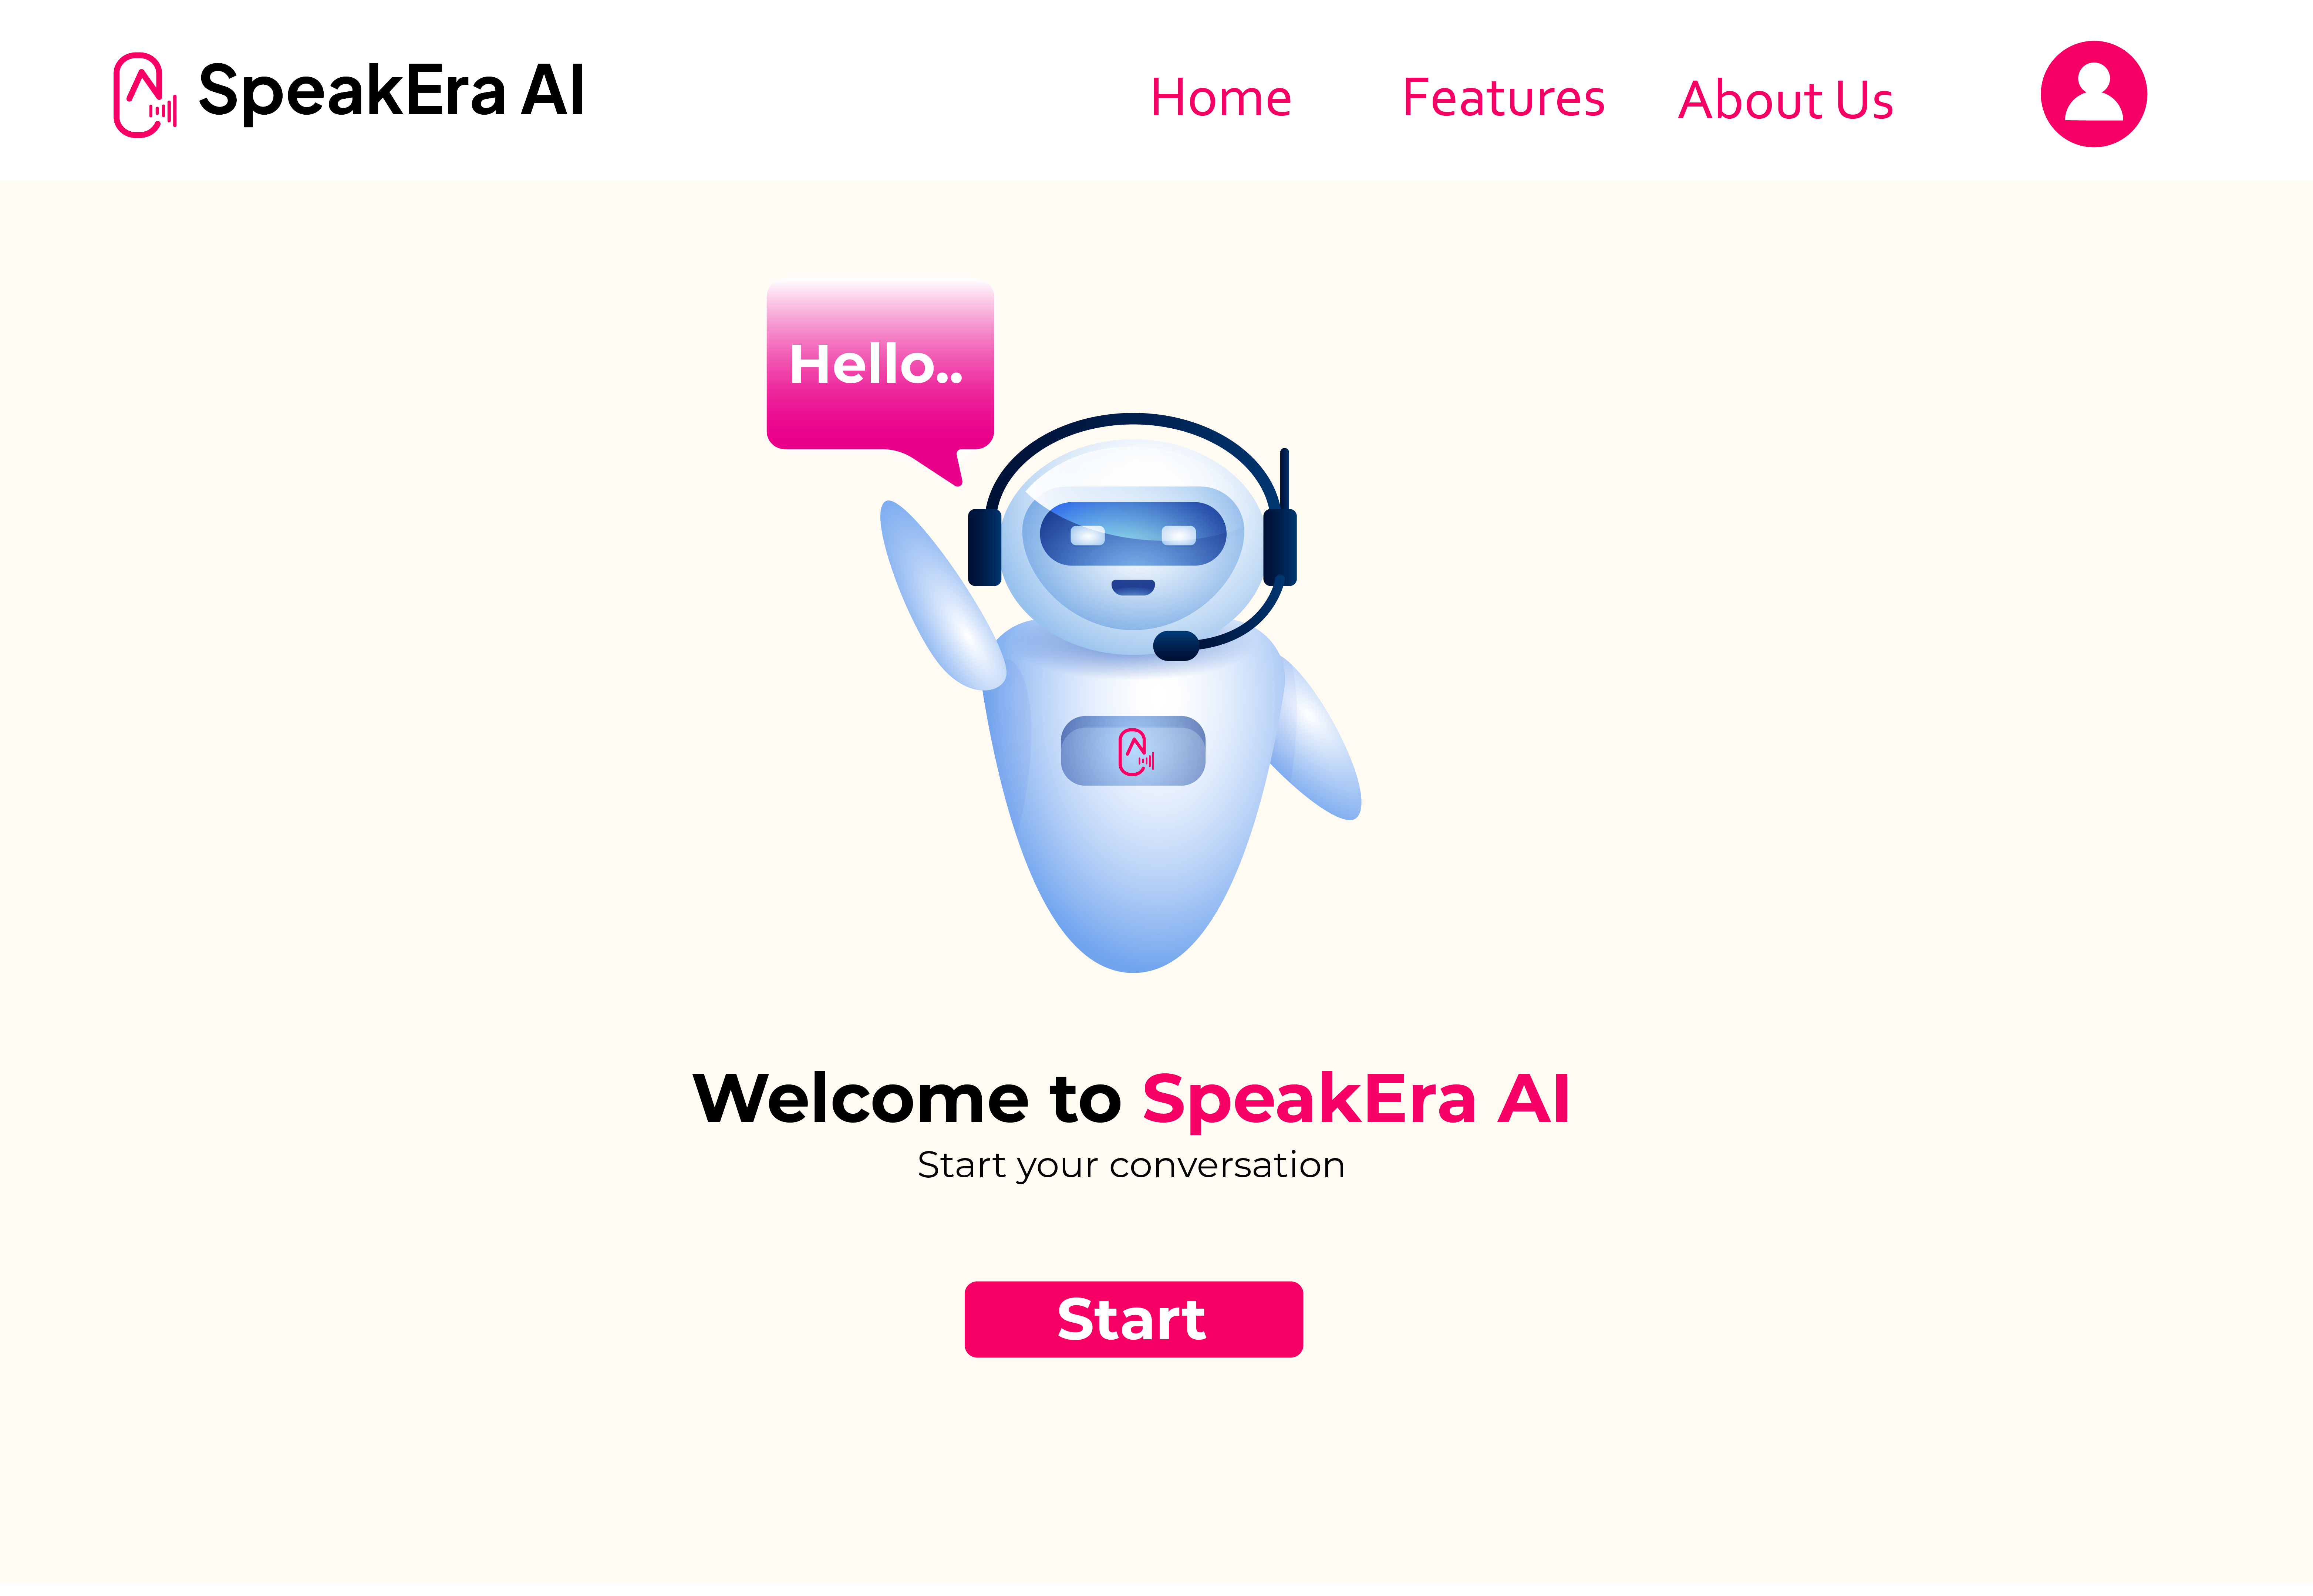 SpeakEra AI
Home Features About Us
Hello..
Welcome to SpeakEra AI
Start your conversation
Start